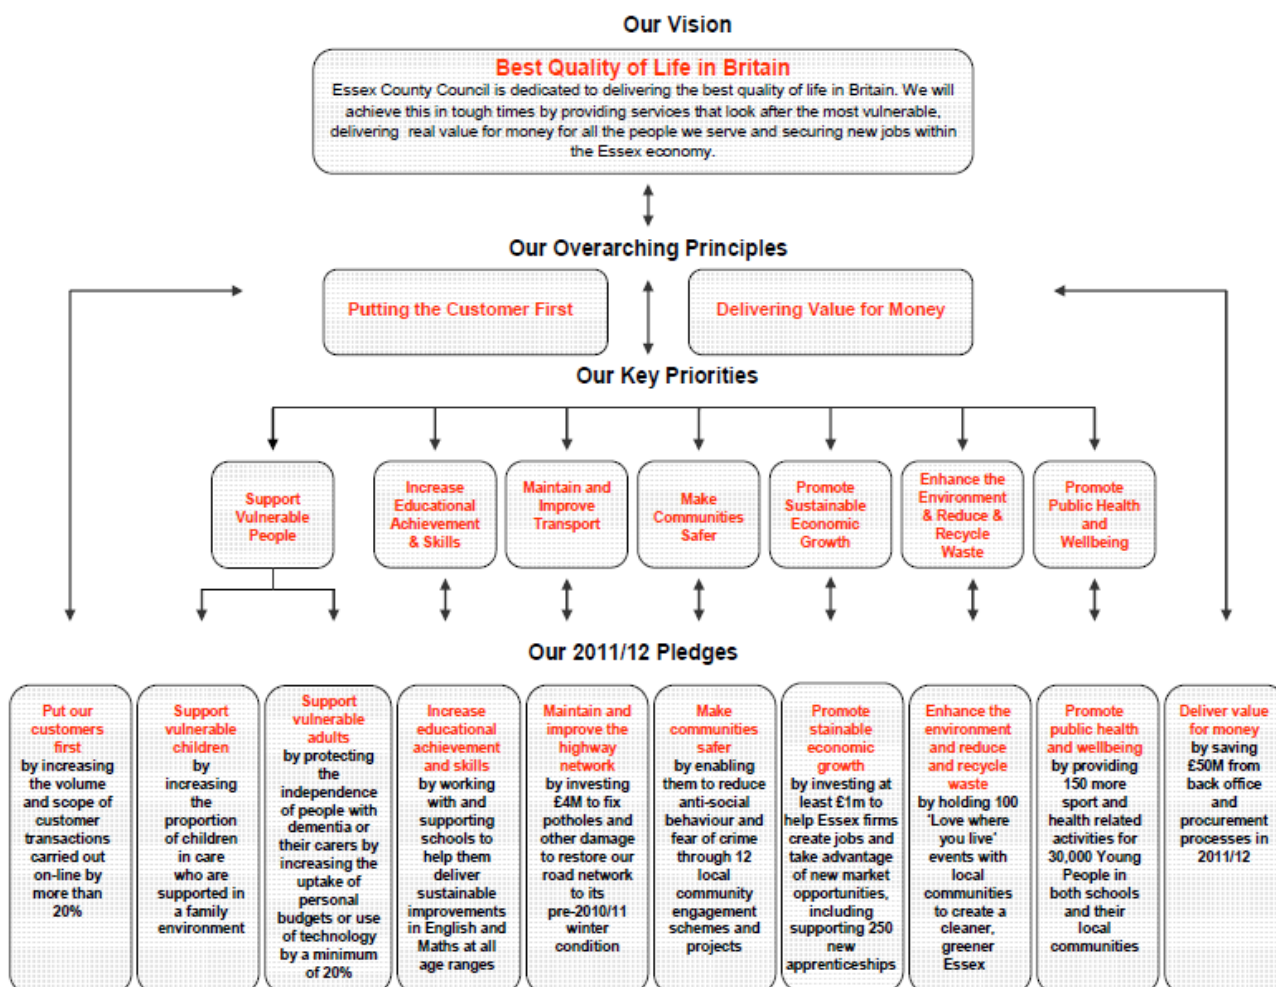 Our Vision
Best Quality of Life in Britain
Essex County Council is dedicated to delivering the best quality of life in Britain. We will
achieve this in tough times by providing services that look after the most vulnerable,
delivering real value for money for all the people we serve and securing new jobs within
the Essex economy.
Our Overarching Principles
Putting the Customer First
Delivering Value for Money
Our Key Priorities
Support
Vulnerable
People
Increase
Educational
Achievement
& Skills
Maintain and
Improve
Transport
Make
Communities
Safer
Promote
Sustainable
Economic
Growth
Enhance the
Environment
& Reduce &
Recycle
Waste
Promote
Public Health
and
Wellbeing
Our 2011/12 Pledges
Put our
customers
first
by increasing
the volume
and scope of
customer
transactions
carried out
on-line by
more than
20%
Support
vulnerable
children
by
increasing
the
proportion
of children
in care
who are
supported in
a family
environment
Support
vulnerable
adults
by protecting
the
independence
of people with
dementia or
their carers by
increasing the
uptake of
personal
budgets or use
of technology
by a minimum
of 20%
Increase
educational
achievement
and skills
by working
with and
supporting
schools to
help them
deliver
sustainable
improvements
in English and
Maths at all
age ranges
Maintain and
improve the
highway
network
by investing
£4M to fix
potholes and
other damage
to restore our
road network
to its
pre-2010/11
winter
condition
Make
communities
safer
by enabling
them to reduce
anti-social
behaviour and
fear of crime
through 12
local
community
engagement
schemes and
projects
Promote
stainable
economic
growth
by investing at
least £1m to
help Essex firms
create jobs and
take advantage
of new market
opportunities,
including
supporting 250
new
apprenticeships
Enhance the
environment
and reduce
and recycle
waste
by holding 100
'Love where
you live'
events with
local
communities
to create a
cleaner,
greener
Essex
Promote
public health
and wellbeing
by providing
150 more
sport and
health related
activities for
30,000 Young
People in
both schools
and their
local
communities
Deliver value
for money
by saving
£50M from
back office
and
procurement
processes in
2011/12